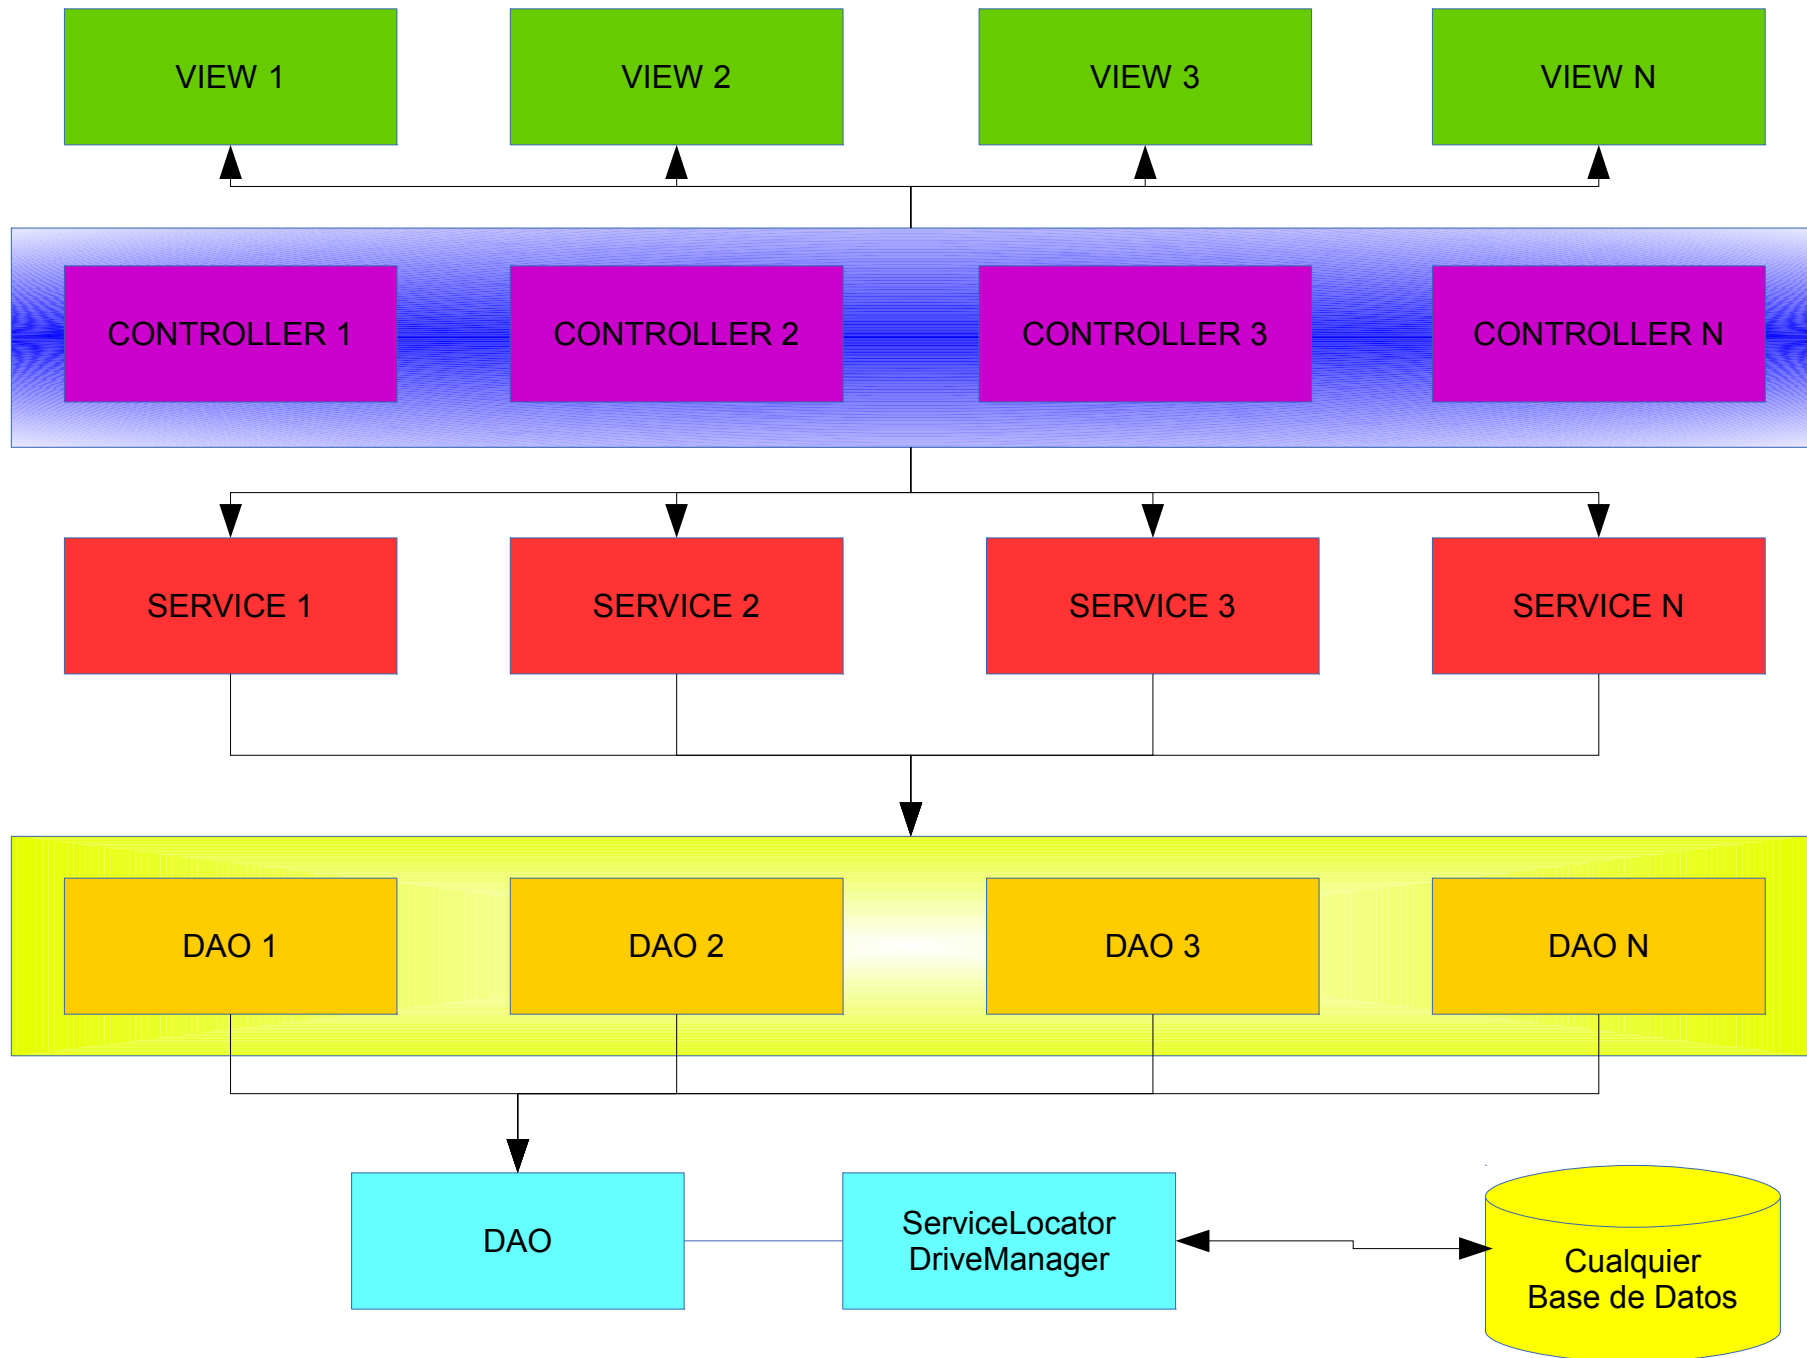 VIEW 1
VIEW 2
VIEW 3
VIEW N
CONTROLLER 1
CONTROLLER 2
CONTROLLER 3
CONTROLLER N
SERVICE 1
SERVICE 2
SERVICE 3
SERVICE N
DAO 1
DAO 2
DAO 3
DAO N
DAO
ServiceLocator
DriveManager
Cualquier
Base de Datos